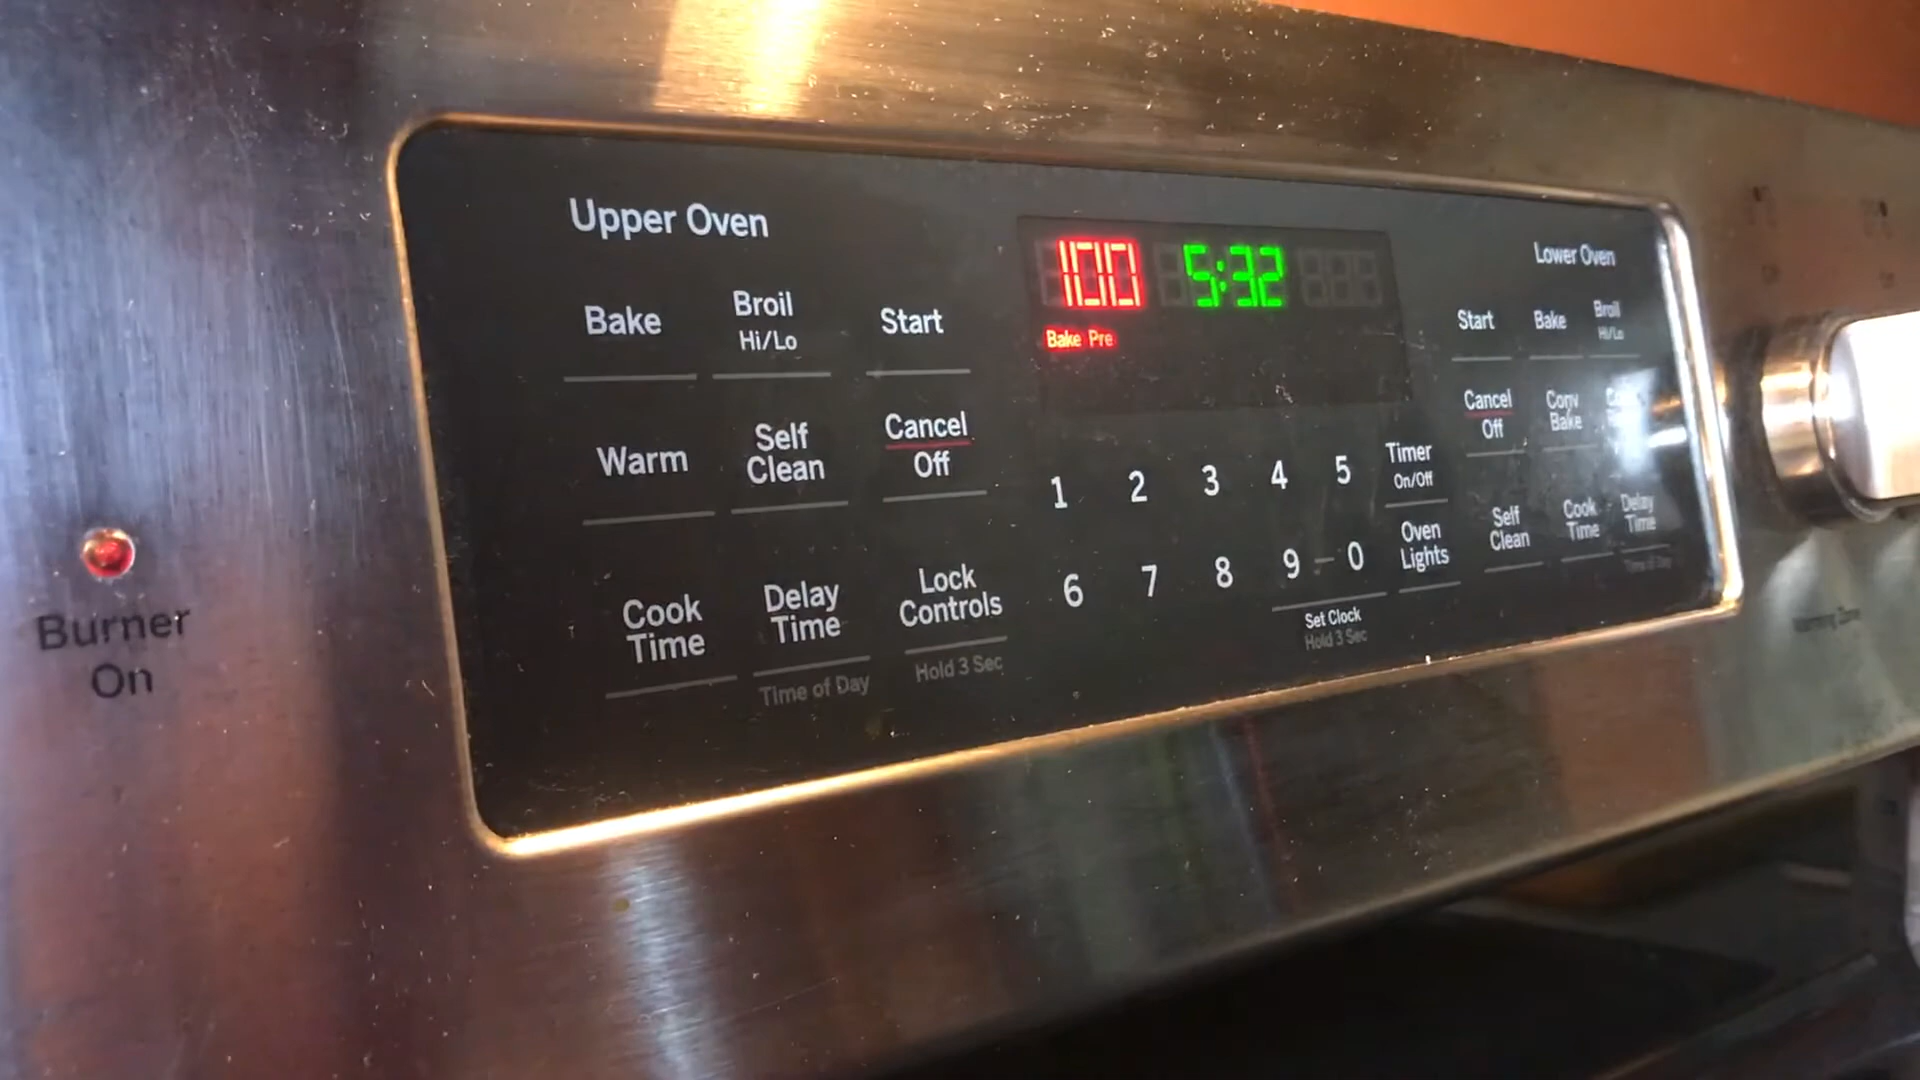 Upper Oven
Bake
Broil
Hi/Lo
Start
Warm
Self
Clean
Cancel
Off
Cook
Time
Delay
Time
Time of Day
Lock
Controls
Hold 3 Sec
100
5:32
Bake Pre
1 2 3 4 5
6 7 8 9 - 0
Set Clock
Hold 3 Sec
Timer
On/Off
Oven
Lights
Lower Oven
Start
Bake
Broil
Hi/Lo
Cancel
Off
Conv
Bake
Self
Clean
Cook
Time
Delay
Time
Time of Day
Burner
On